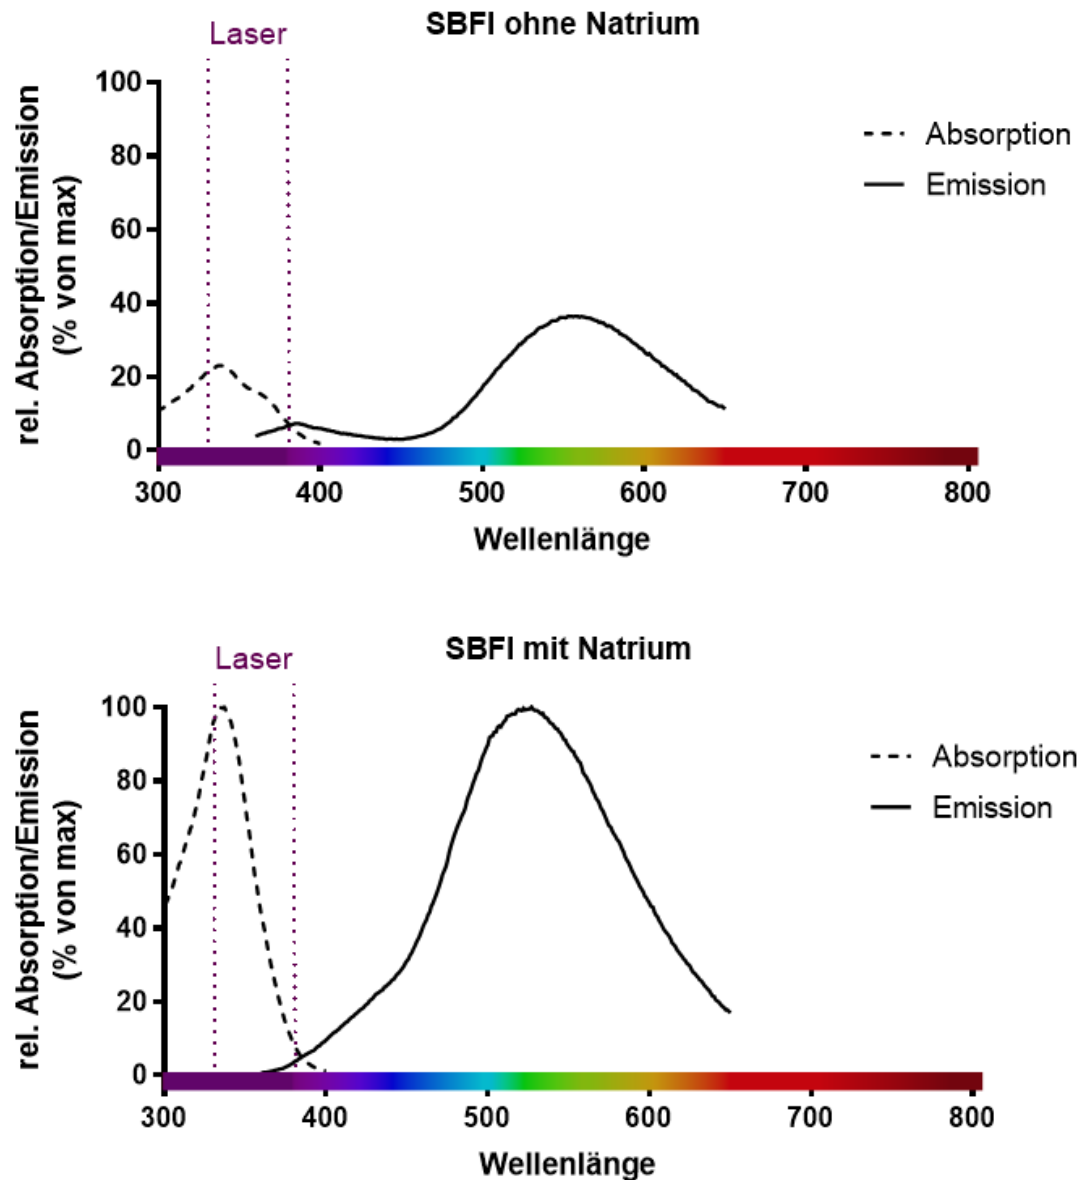 SBFI ohne Natrium
Laser
rel. Absorption/Emission
(% von max)
100
80
60
40
20
0
Absorption
Emission
300 400 500 600 700 800
Wellenlänge
SBFI mit Natrium
Laser
rel. Absorption/Emission
(% von max)
100
80
60
40
20
0
Absorption
Emission
300 400 500 600 700 800
Wellenlänge